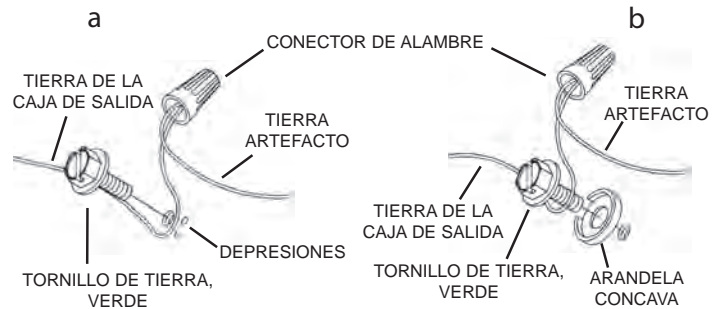 a
b
CONECTOR DE ALAMBRE
TIERRA DE LA
CAJA DE SALIDA
TIERRA
ARTEFACTO
DEPRESIONES
TORNILLO DE TIERRA,
VERDE
TIERRA
ARTEFACTO
TIERRA DE LA
CAJA DE SALIDA
TORNILLO DE TIERRA,
VERDE
ARANDELA
CONCAVA